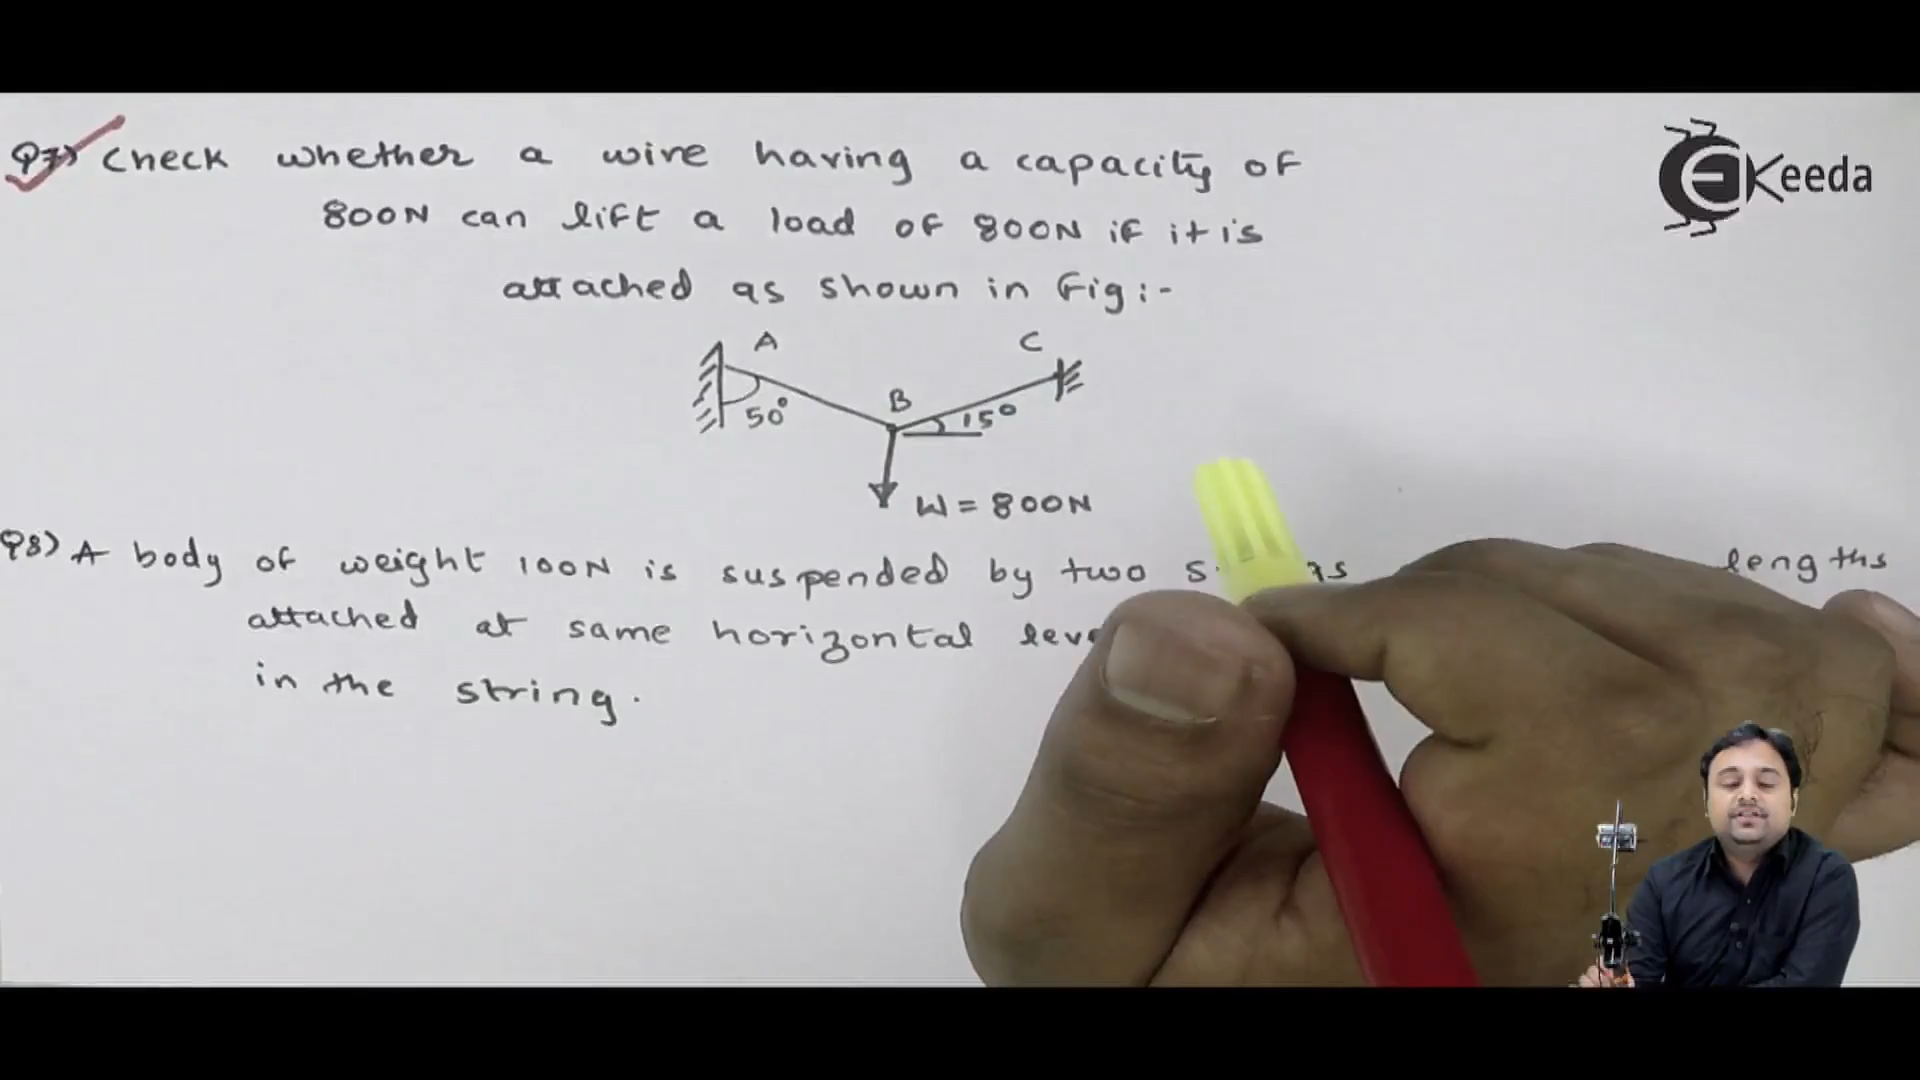 Q7) Check whether a wire having a capacity of
800N can lift a load of 800N if it is
attached as shown in Fig:-
A
C
B
50°
15°
W = 800N
Q8) A body of weight 100N is suspended by two lengths
attached at same horizontal
in the string.
EKeeda